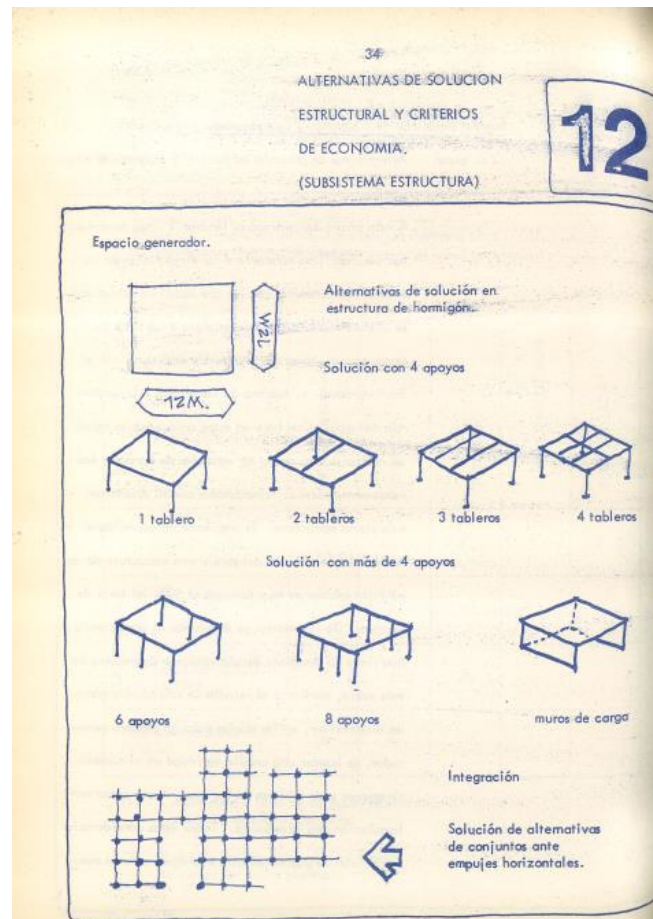 34
ALTERNATIVAS DE SOLUCION
ESTRUCTURAL Y CRITERIOS
DE ECONOMIA.
(SUBSISTEMA ESTRUCTURA)
12
Espacio generador.
Alternativas de solución en
estructura de hormigón.
12M.
Solución con 4 apoyos
12M.
1 tablero
2 tableros
3 tableros
4 tableros
Solución con más de 4 apoyos
6 apoyos
8 apoyos
muros de carga
Integración
Solución de alternativas
de conjuntos ante
empujes horizontales.